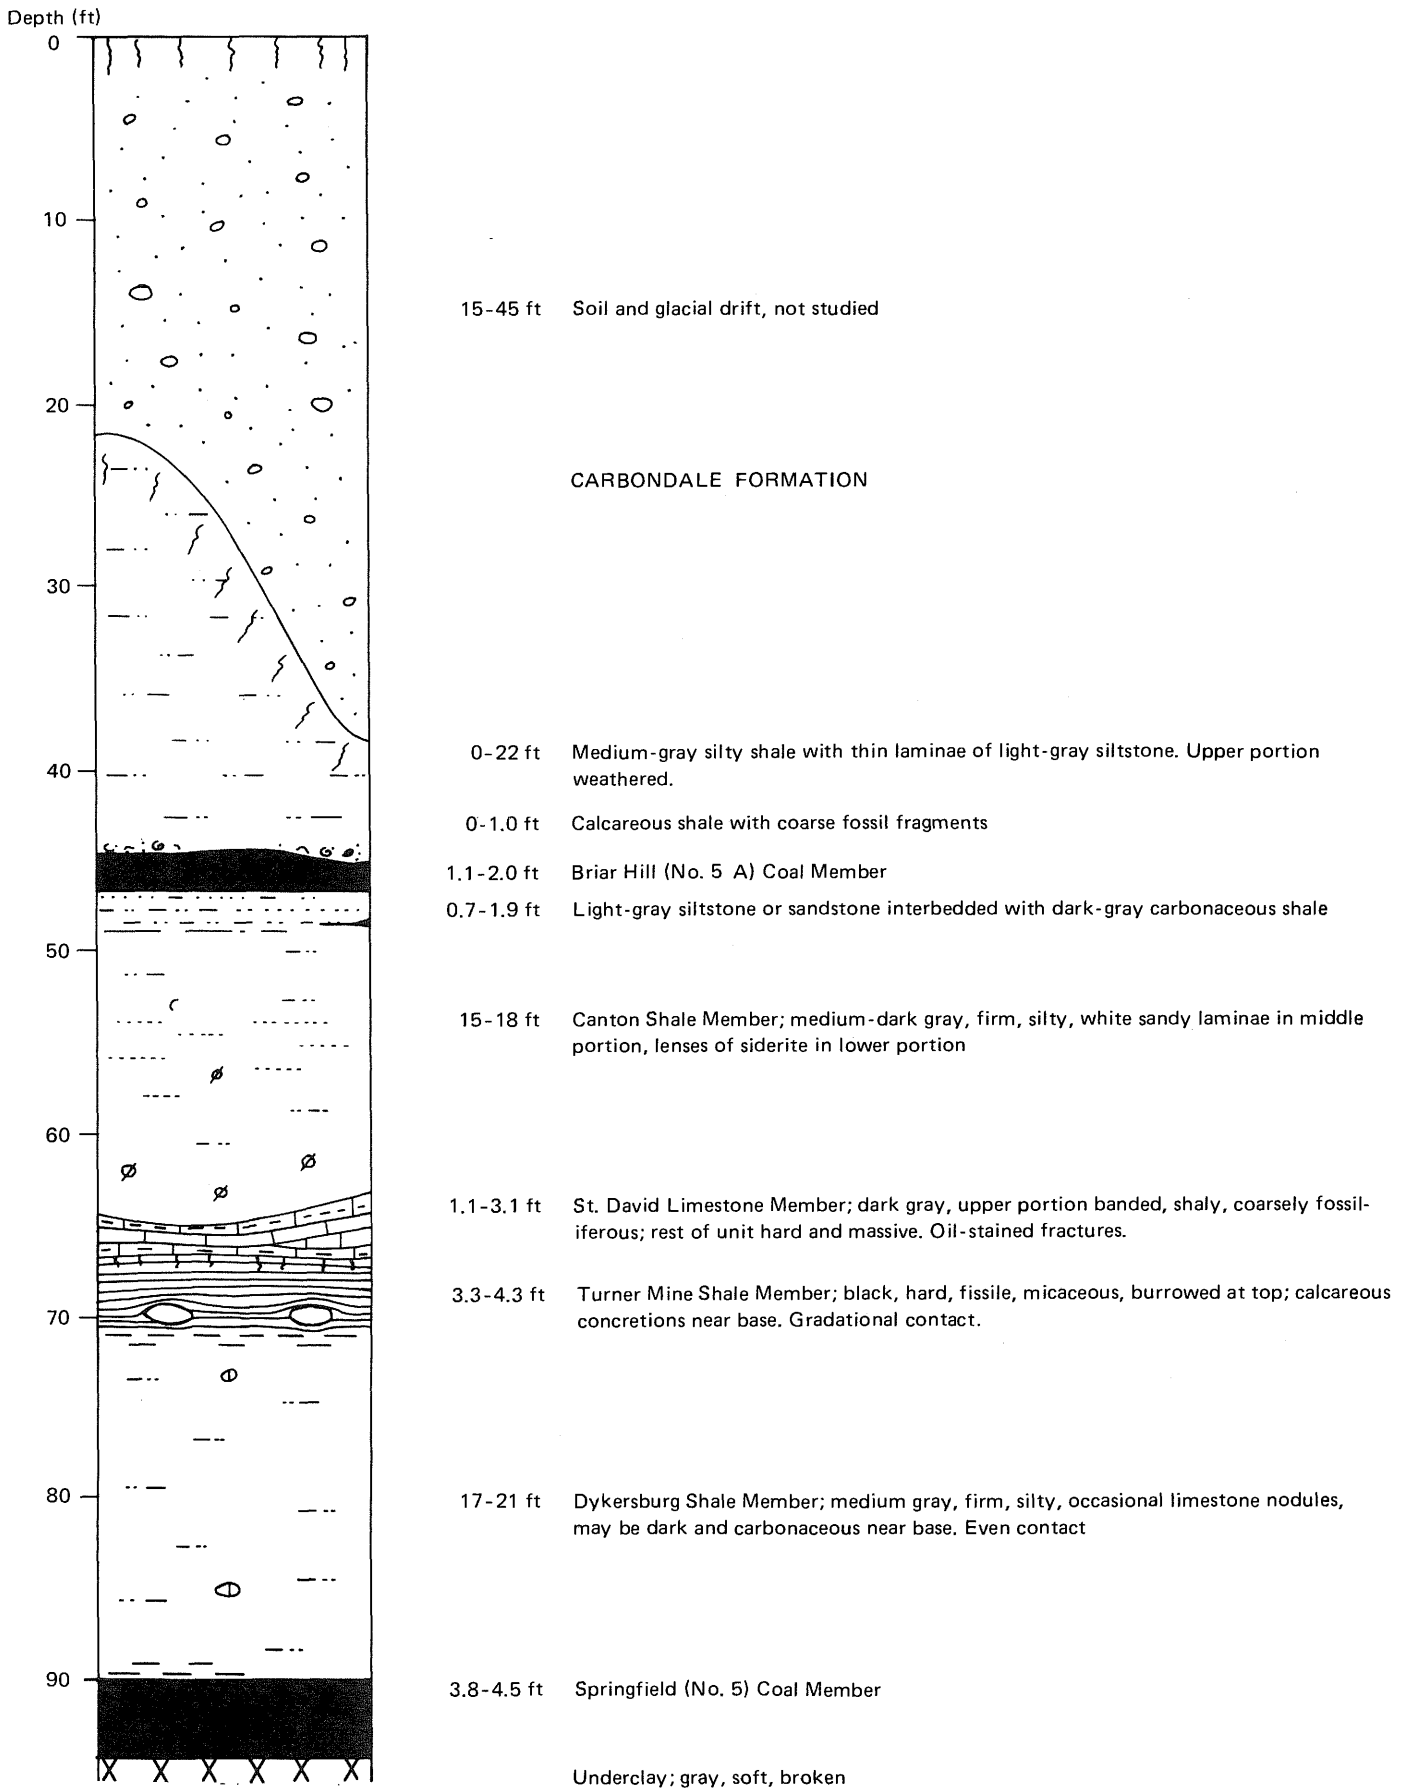 Depth (ft)
0
10
15-45 ft Soil and glacial drift, not studied
20
CARBONDALE FORMATION
30
0-22 ft Medium-gray silty shale with thin laminae of light-gray siltstone. Upper portion
weathered.
40
0-1.0 ft Calcareous shale with coarse fossil fragments
1.1-2.0 ft Briar Hill (No. 5 A) Coal Member
0.7-1.9 ft Light-gray siltstone or sandstone interbedded with dark-gray carbonaceous shale
50
15-18 ft Canton Shale Member; medium-dark gray, firm, silty, white sandy laminae in middle
portion, lenses of siderite in lower portion
60
1.1-3.1 ft St. David Limestone Member; dark gray, upper portion banded, shaly, coarsely fossil-
iferous; rest of unit hard and massive. Oil-stained fractures.
3.3-4.3 ft Turner Mine Shale Member; black, hard, fissile, micaceous, burrowed at top; calcareous
70
concretions near base. Gradational contact.
80
17-21 ft Dykersburg Shale Member; medium gray, firm, silty, occasional limestone nodules,
may be dark and carbonaceous near base. Even contact
90
3.8-4.5 ft Springfield (No. 5) Coal Member
Underclay; gray, soft, broken